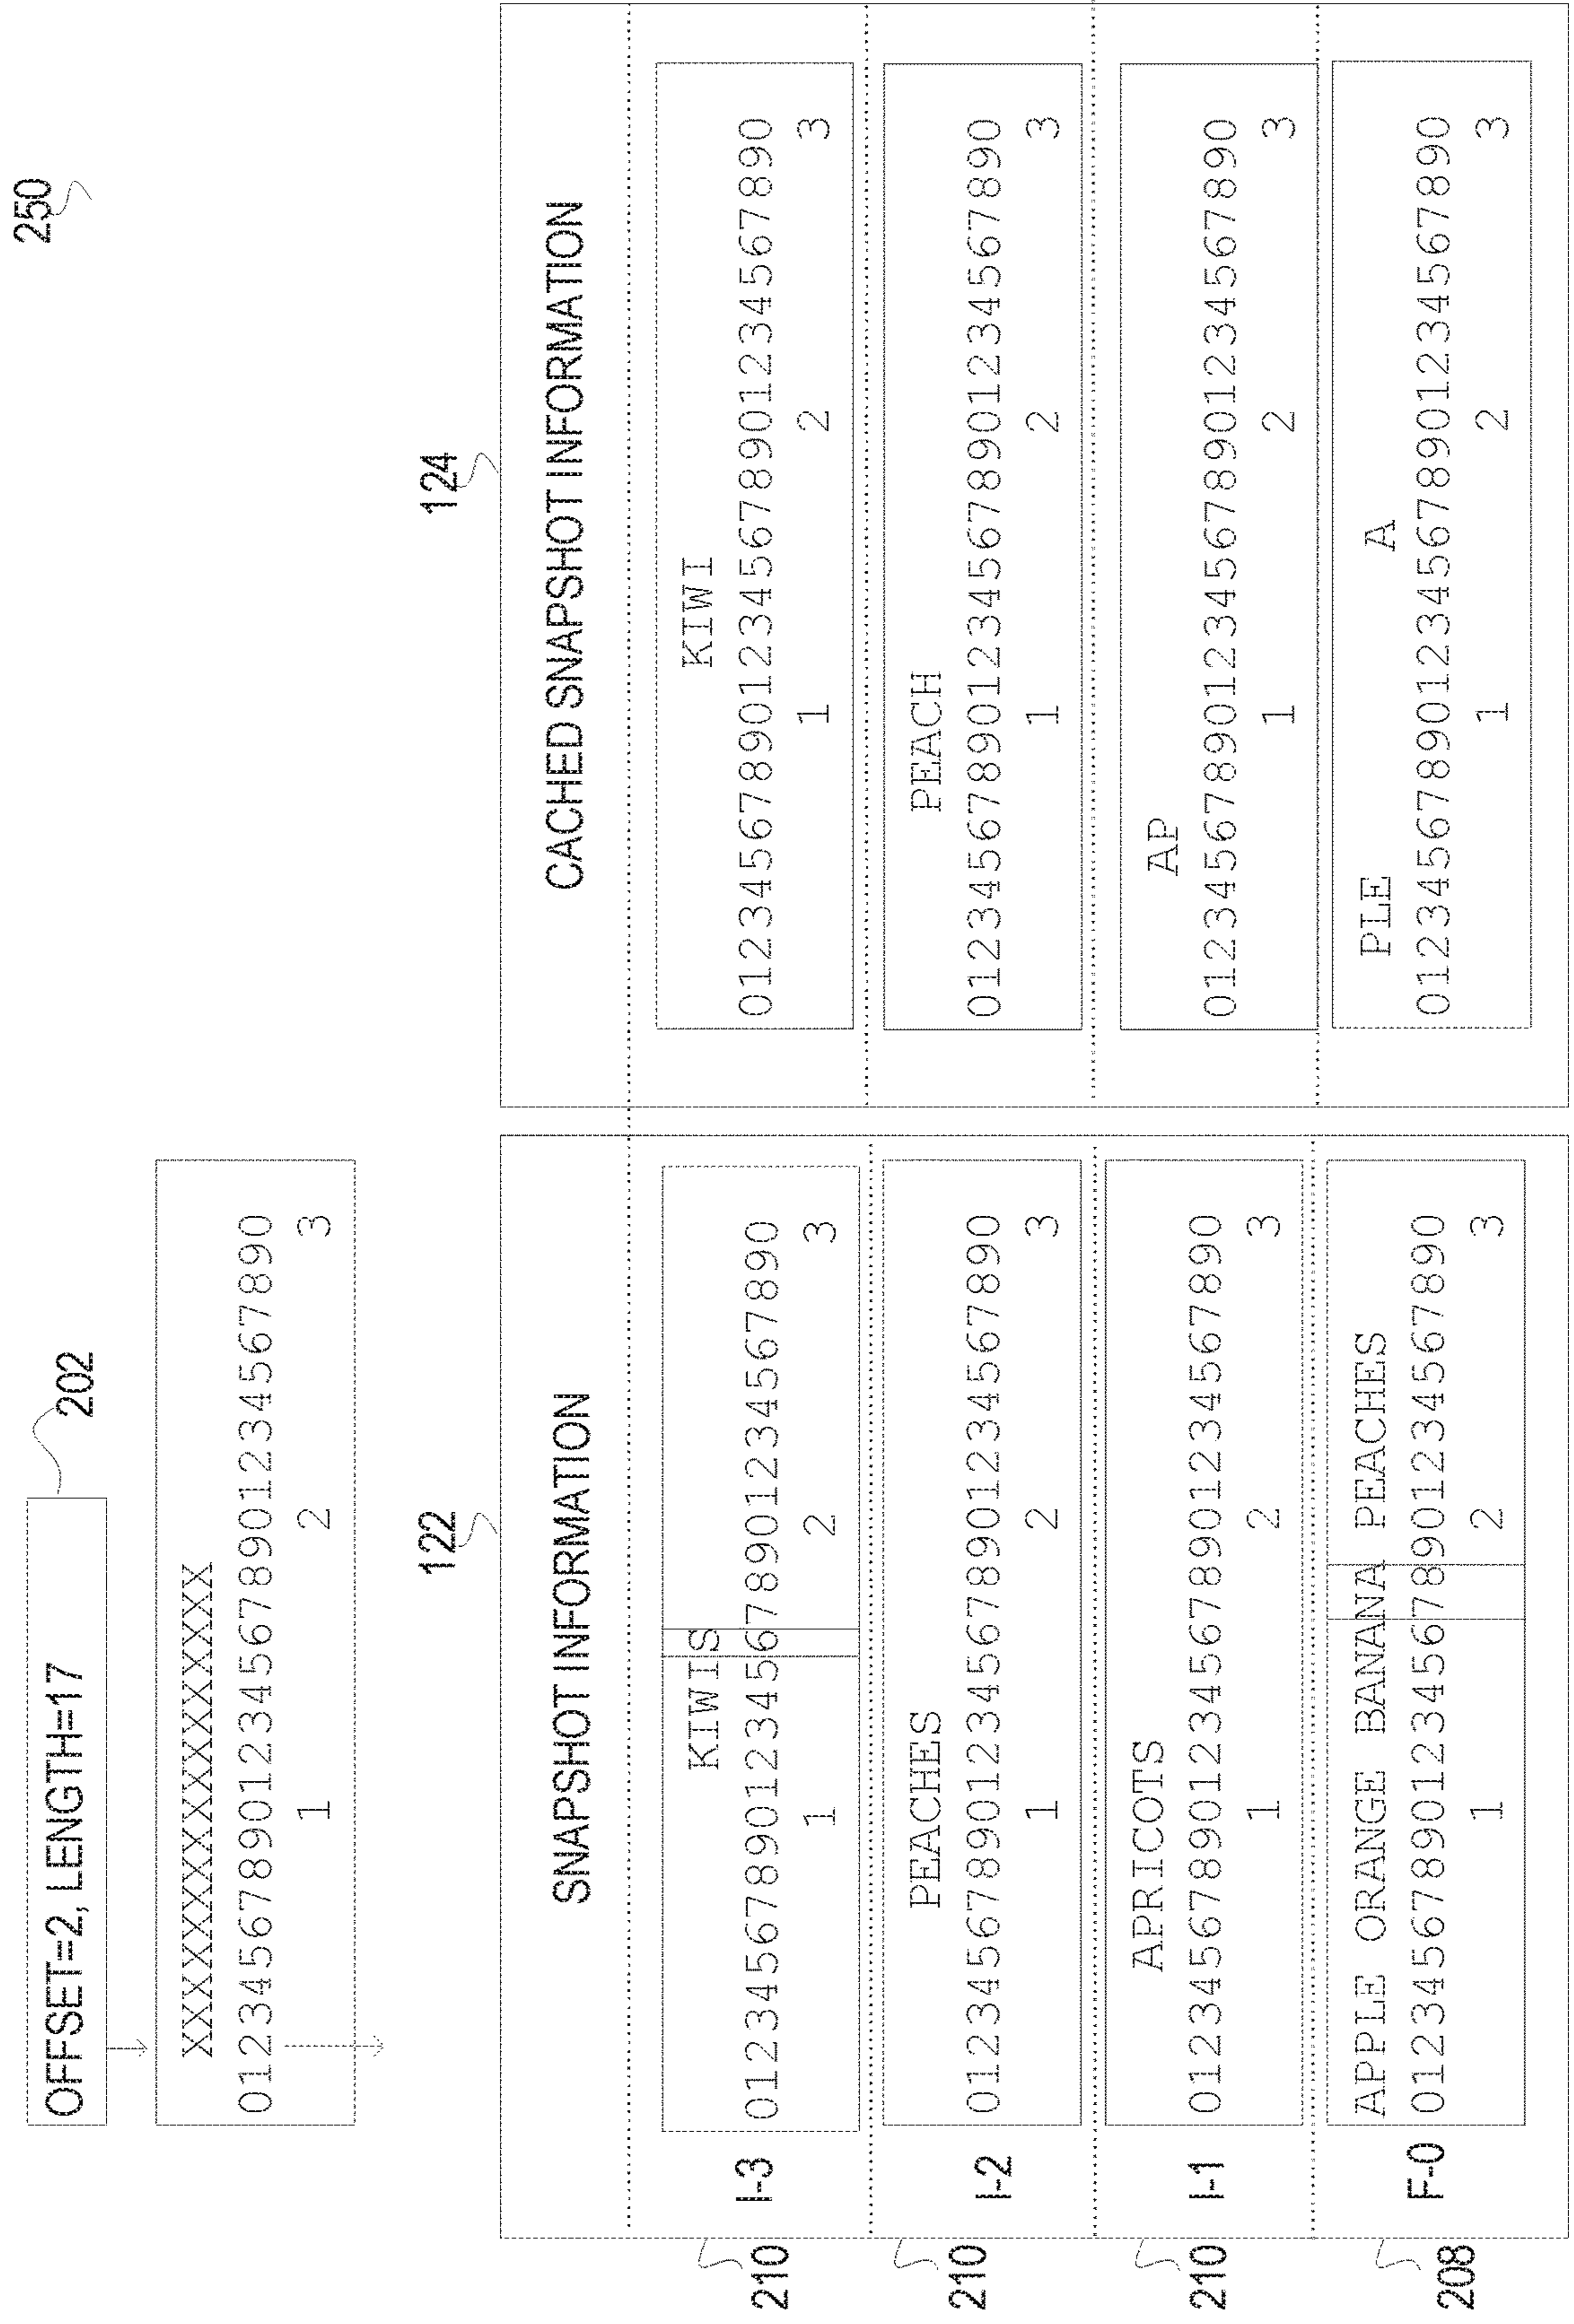 250
OFFSET=2, LENGTH=17
202
XXXXXXXXXXXXXXXXX
0123456789012345678901234567890
1 2 3
122
SNAPSHOT INFORMATION
210
I-3
KIWIS
0123456789012345678901234567890
1 2 3
210
I-2
PEACHES
0123456789012345678901234567890
1 2 3
210
I-1
APRICOTS
0123456789012345678901234567890
1 2 3
208
F-0
APPLE ORANGE BANANA PEACHES
0123456789012345678901234567890
1 2 3
124
CACHED SNAPSHOT INFORMATION
KIWI
0123456789012345678901234567890
1 2 3
PEACH
0123456789012345678901234567890
1 2 3
AP
0123456789012345678901234567890
1 2 3
PLE A
0123456789012345678901234567890
1 2 3